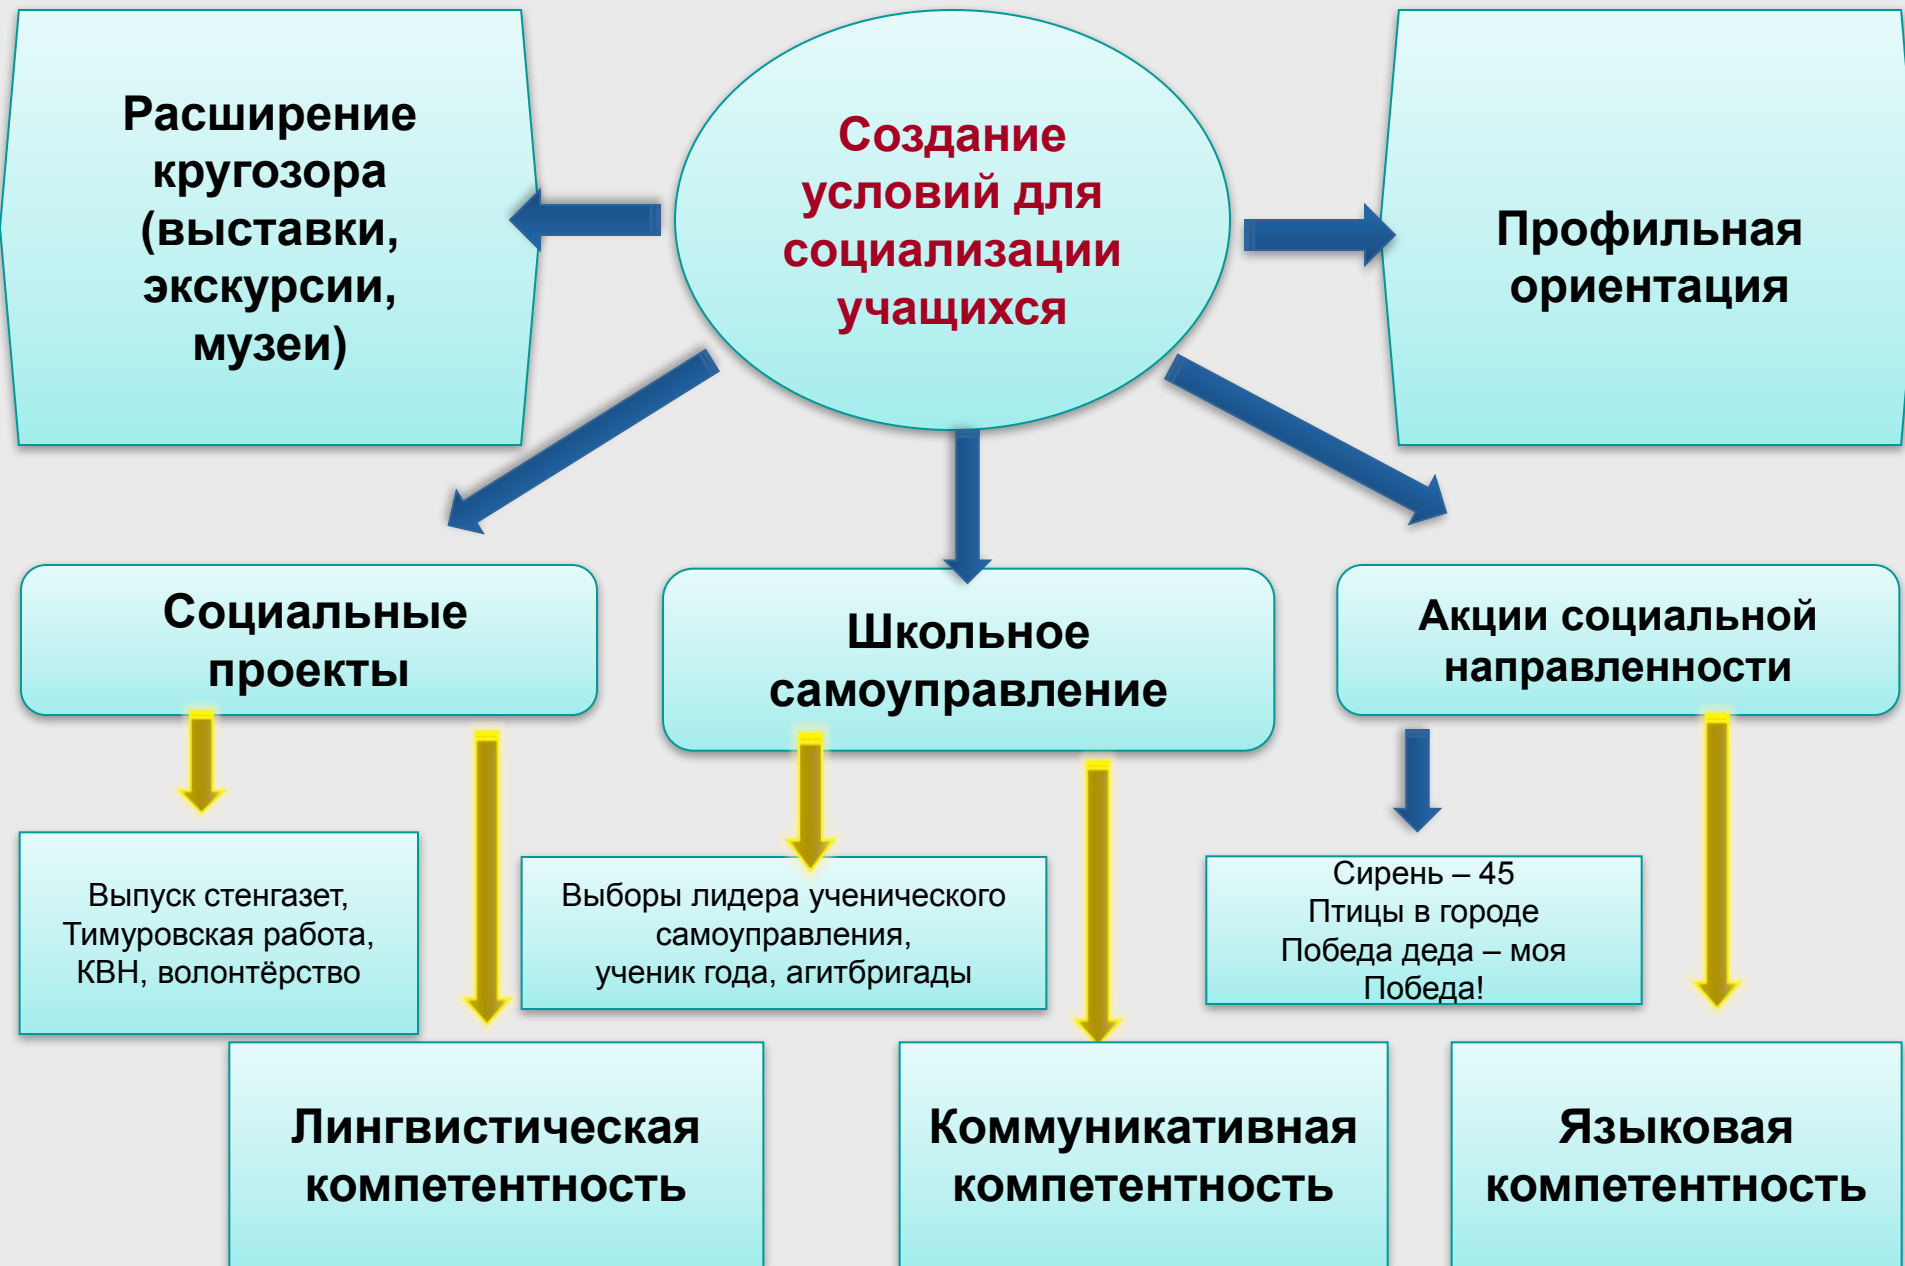 Расширение
кругозора
(выставки,
экскурсии,
музеи)
Создание
условий для
социализации
учащихся
Профильная
ориентация
Социальные
проекты
Школьное
самоуправление
Акции социальной
направленности
Выпуск стенгазет,
Тимуровская работа,
КВН, волонтёрство
Выборы лидера ученического
самоуправления,
ученик года, агитбригады
Сирень – 45
Птицы в городе
Победа деда – моя
Победа!
Лингвистическая
компетентность
Коммуникативная
компетентность
Языковая
компетентность